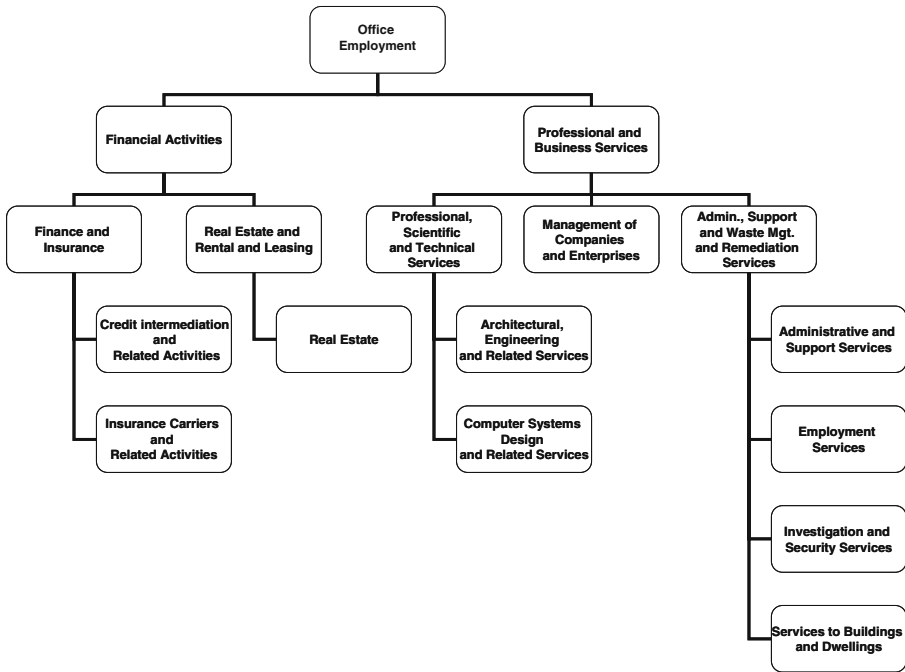 Office
Employment
Financial Activities
Professional and
Business Services
Finance and
Insurance
Real Estate and
Rental and Leasing
Professional,
Scientific
and Technical
Services
Management of
Companies
and Enterprises
Admin., Support
and Waste Mgt.
and Remediation
Services
Credit intermediation
and
Related Activities
Real Estate
Architectural,
Engineering
and Related Services
Administrative and
Support Services
Insurance Carriers
and
Related Activities
Computer Systems
Design
and Related Services
Employment
Services
Investigation and
Security Services
Services to Buildings
and Dwellings